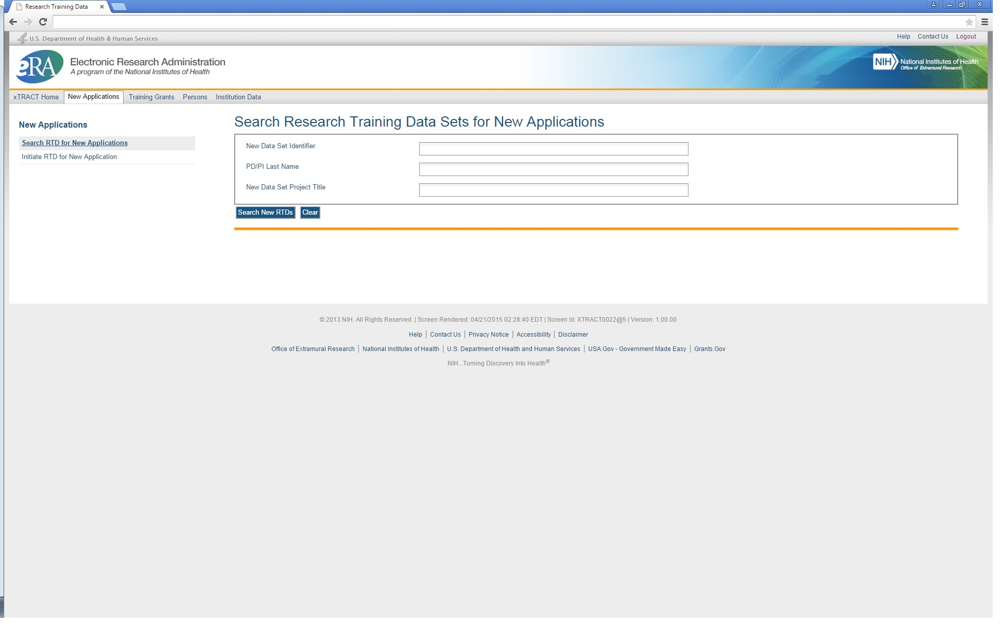 Research Training Data
U.S. Department of Health & Human Services
Help Contact Us Logout
eRA
Electronic Research Administration
A program of the National Institutes of Health
NIH National Institutes of Health
Office of Extramural Research
xTRACT Home New Applications Training Grants Persons Institution Data
New Applications
Search RTD for New Applications
Initiate RTD for New Application
Search Research Training Data Sets for New Applications
New Data Set Identifier
PD/PI Last Name
New Data Set Project Title
Search New RTDs Clear
© 2013 NIH. All Rights Reserved. | Screen Rendered: 04/21/2015 02:28:40 EDT | Screen Id: XTRACT0022@5 | Version: 1.00.00
Help | Contact Us | Privacy Notice | Accessibility | Disclaimer
Office of Extramural Research | National Institutes of Health | U.S. Department of Health and Human Services | USA.Gov - Government Made Easy | Grants.Gov
NIH...Turning Discovery Into Health®